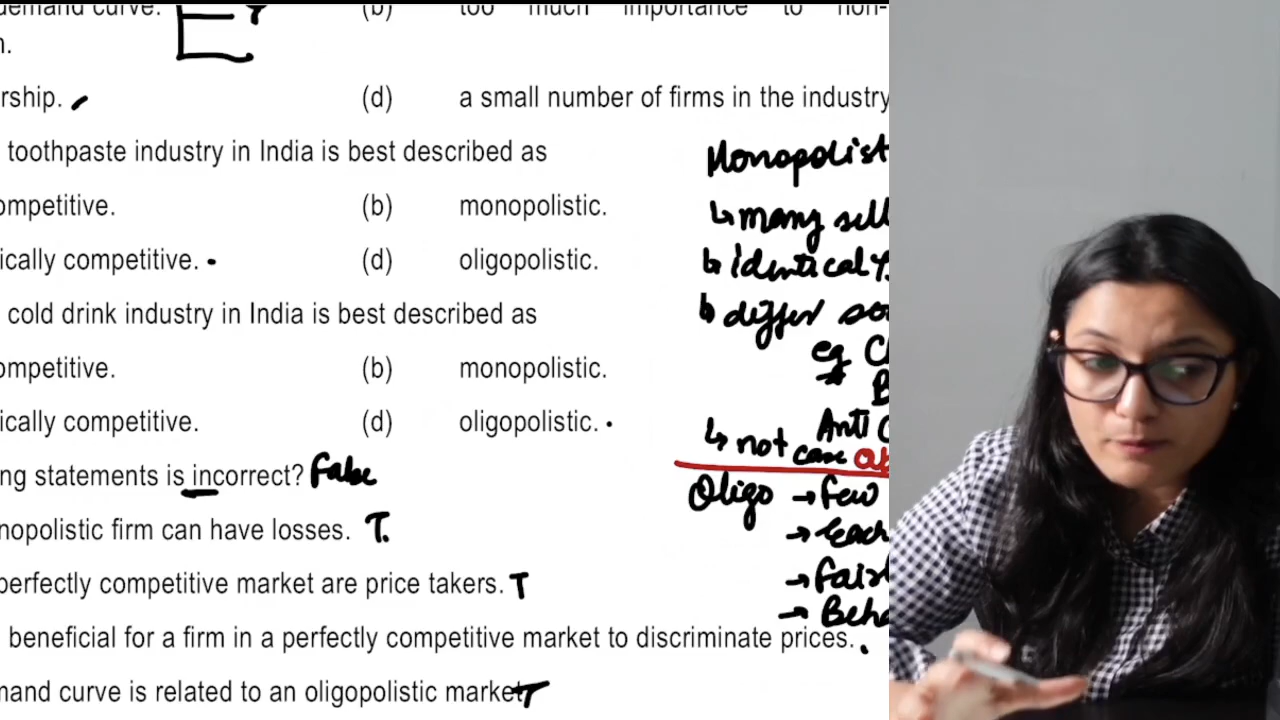 demand curve. (b) too much importance to non-
n.
rship. (d) a small number of firms in the industry
toothpaste industry in India is best described as
ompetitive. (b) monopolistic.
ically competitive. (d) oligopolistic.
cold drink industry in India is best described as
ompetitive. (b) monopolistic.
ically competitive. (d) oligopolistic.
ng statements is incorrect? False
nopolistic firm can have losses. T.
perfectly competitive market are price takers. T
beneficial for a firm in a perfectly competitive market to discriminate prices.
mand curve is related to an oligopolistic market T
Monopolist
↳ many sell
↳ identical
↳ differ so
eg C
B
Anti C
↳ not case
Oligo → few
→ each
→ fair
→ Beha